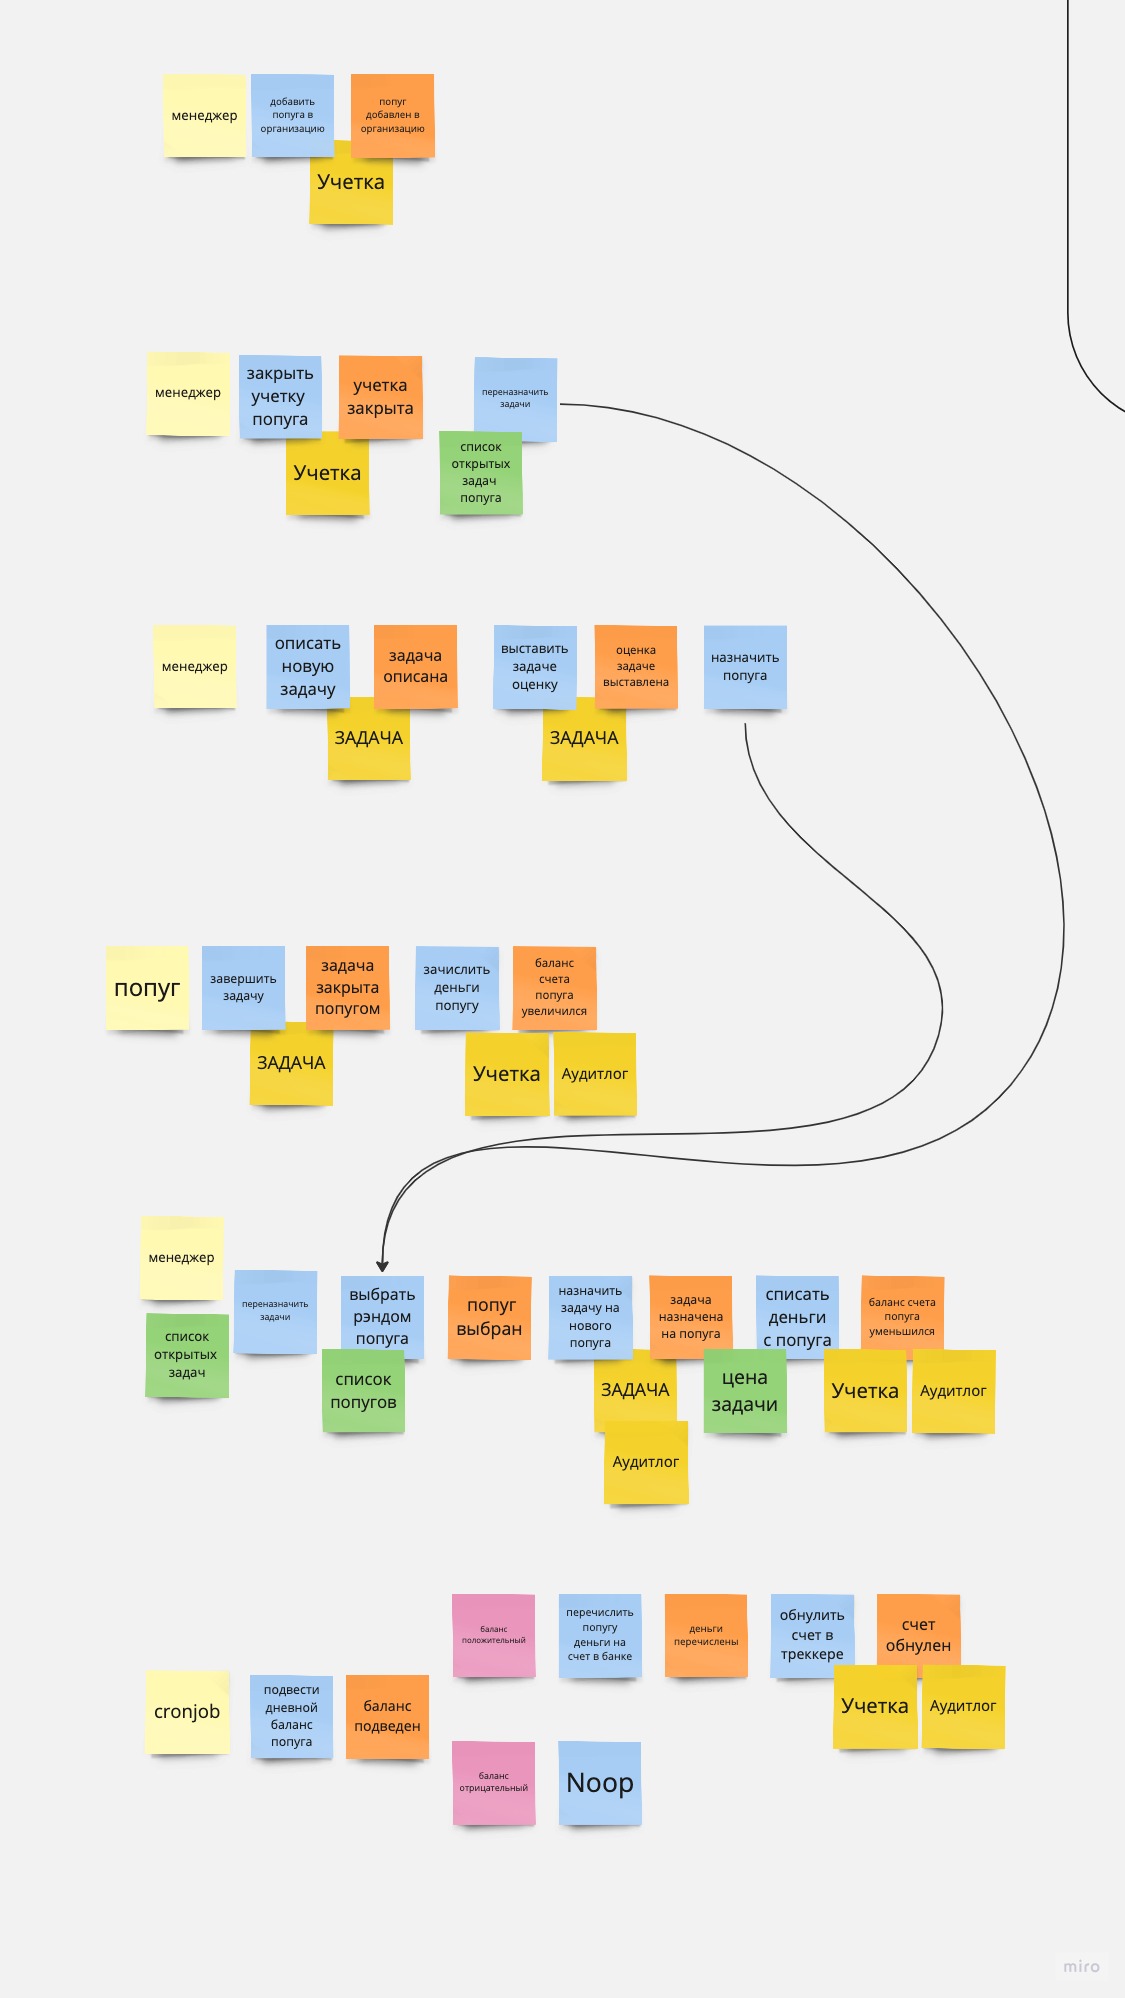 менеджер
добавить
попуга в
организацию
попуг
добавлен в
организацию
Учетка
менеджер
закрыть
учетку
попуга
учетка
закрыта
переназначить
задачи
Учетка
список
открытых
задач
попуга
менеджер
описать
новую
задачу
задача
описана
выставить
задаче
оценку
оценка
задаче
выставлена
назначить
попуга
ЗАДАЧА
ЗАДАЧА
попуг
завершить
задачу
задача
закрыта
попугом
зачислить
деньги
попугу
баланс
счета
попуга
увеличился
ЗАДАЧА
Учетка
Аудитлог
менеджер
список
открытых
задач
переназначить
задачи
выбрать
рэндом
попуга
список
попугов
попуг
выбран
назначить
задачу на
нового
попуга
задача
назначена
на попуга
списать
деньги
с попуга
баланс счета
попуга
уменьшился
ЗАДАЧА
Аудитлог
цена
задачи
Учетка
Аудитлог
cronjob
подвести
дневной
баланс
попуга
баланс
подведен
баланс
положительный
перечислить
попугу
деньги на
счет в банке
деньги
перечислены
обнулить
счет в
треккере
счет
обнулен
Учетка
Аудитлог
баланс
отрицательный
Noop
miro